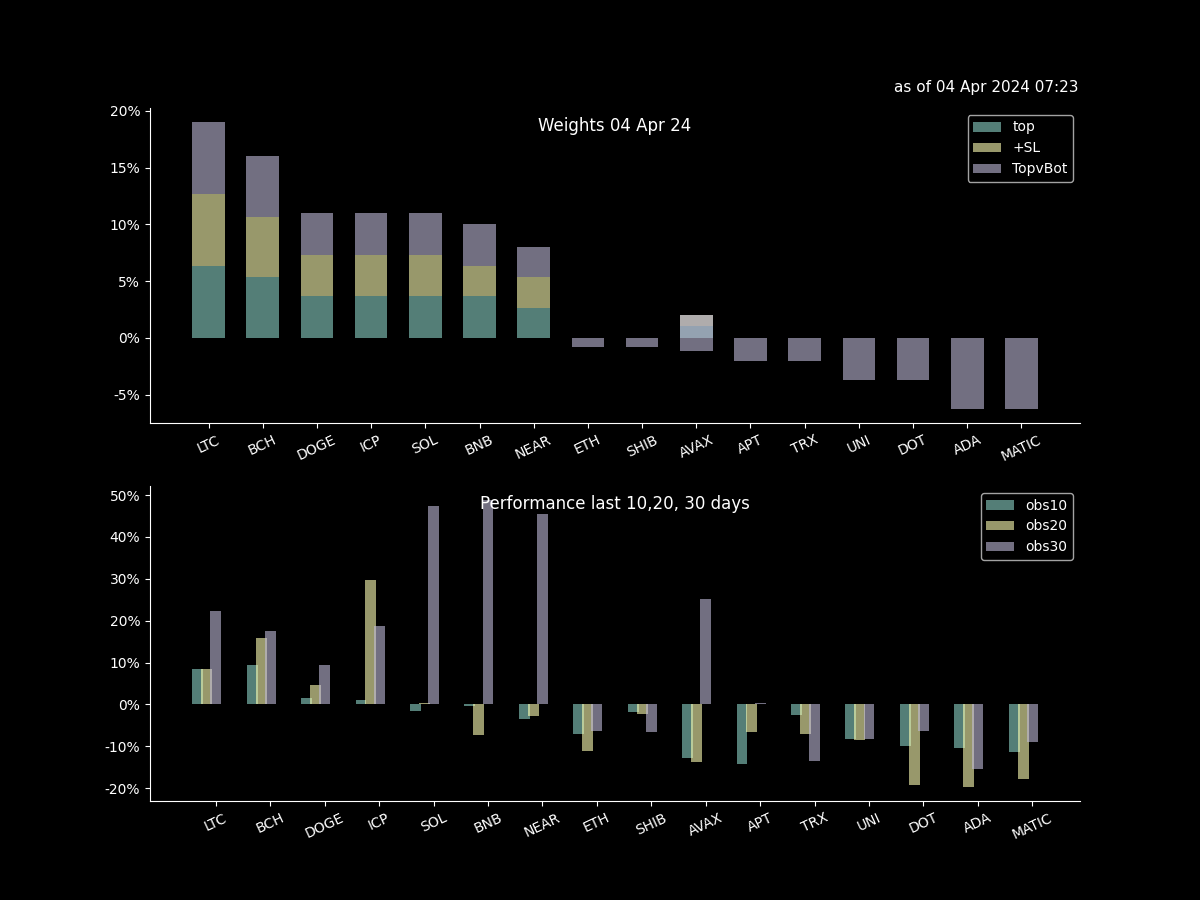 as of 04 Apr 2024 07:23
Weights 04 Apr 24
top
+SL
TopvBot
20%
15%
10%
5%
0%
-5%
LTC BCH DOGE ICP SOL BNB NEAR ETH SHIB AVAX APT TRX UNI DOT ADA MATIC
Performance last 10,20, 30 days
obs10
obs20
obs30
50%
40%
30%
20%
10%
0%
-10%
-20%
LTC BCH DOGE ICP SOL BNB NEAR ETH SHIB AVAX APT TRX UNI DOT ADA MATIC